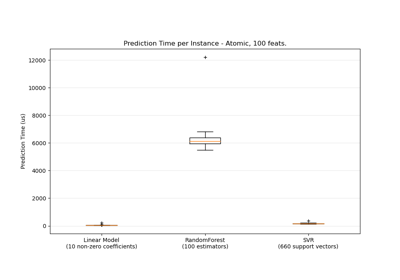 Prediction Time per Instance - Atomic, 100 feats.
12000
10000
8000
6000
4000
2000
0
Prediction Time (us)
Linear Model
(10 non-zero coefficients)
RandomForest
(100 estimators)
SVR
(660 support vectors)